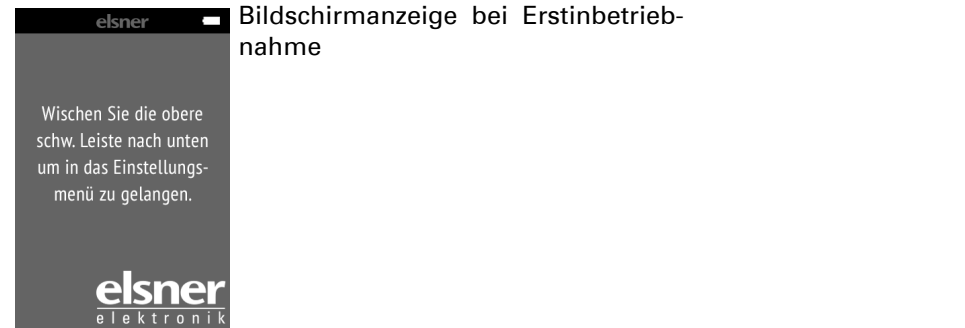 elsner
Bildschirmanzeige bei Erstinbetrieb-
nahme
Wischen Sie die obere
schw. Leiste nach unten
um in das Einstellungs-
menü zu gelangen.
elsner
elektronik